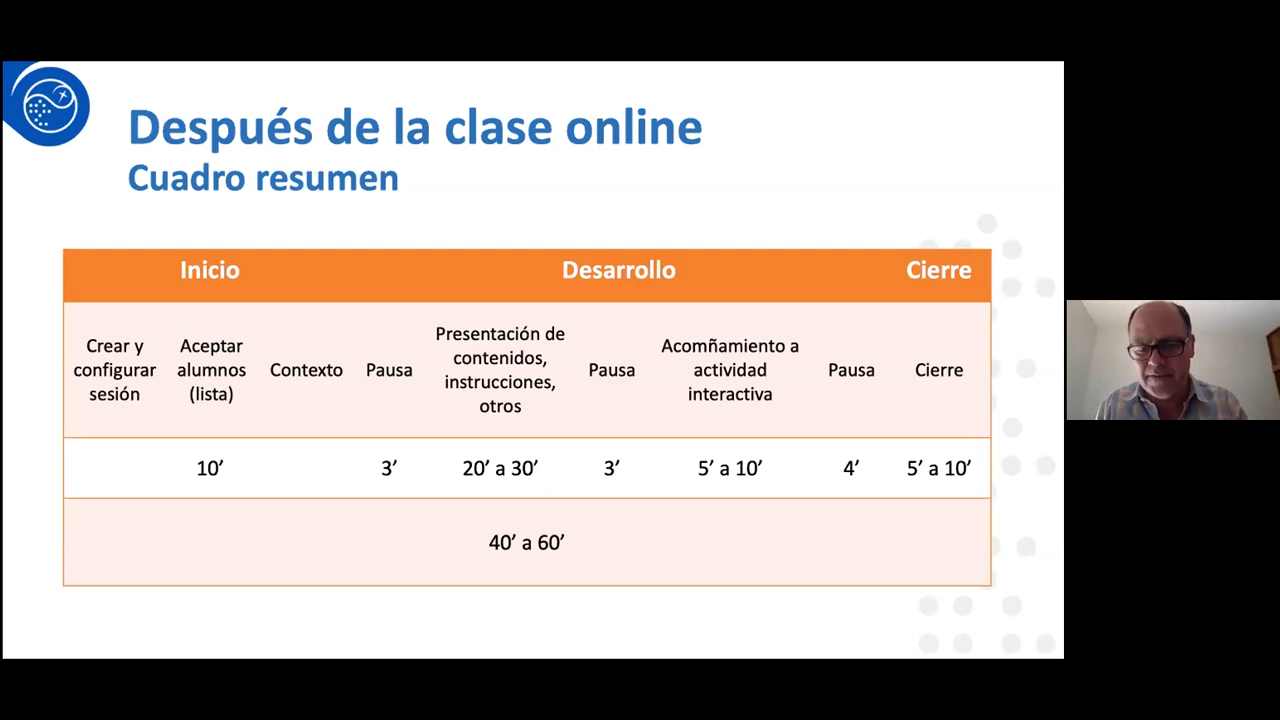 Después de la clase online
Cuadro resumen
Inicio Desarrollo Cierre
Crear y
configurar
sesión
Aceptar
alumnos
(lista)
Contexto
Pausa
Presentación de
contenidos,
instrucciones,
otros
Pausa
Acomñamiento a
actividad
interactiva
Pausa
Cierre
10’ 3’ 20’ a 30’ 3’ 5’ a 10’ 4’ 5’ a 10’
40’ a 60’